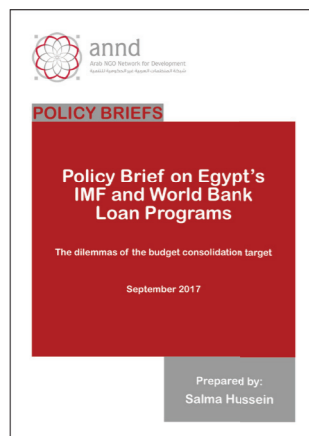 annd
Arab NGO Network for Development
POLICY BRIEFS
Policy Brief on Egypt's
IMF and World Bank
Loan Programs
The dilemmas of the budget consolidation target
September 2017
Prepared by:
Salma Hussein